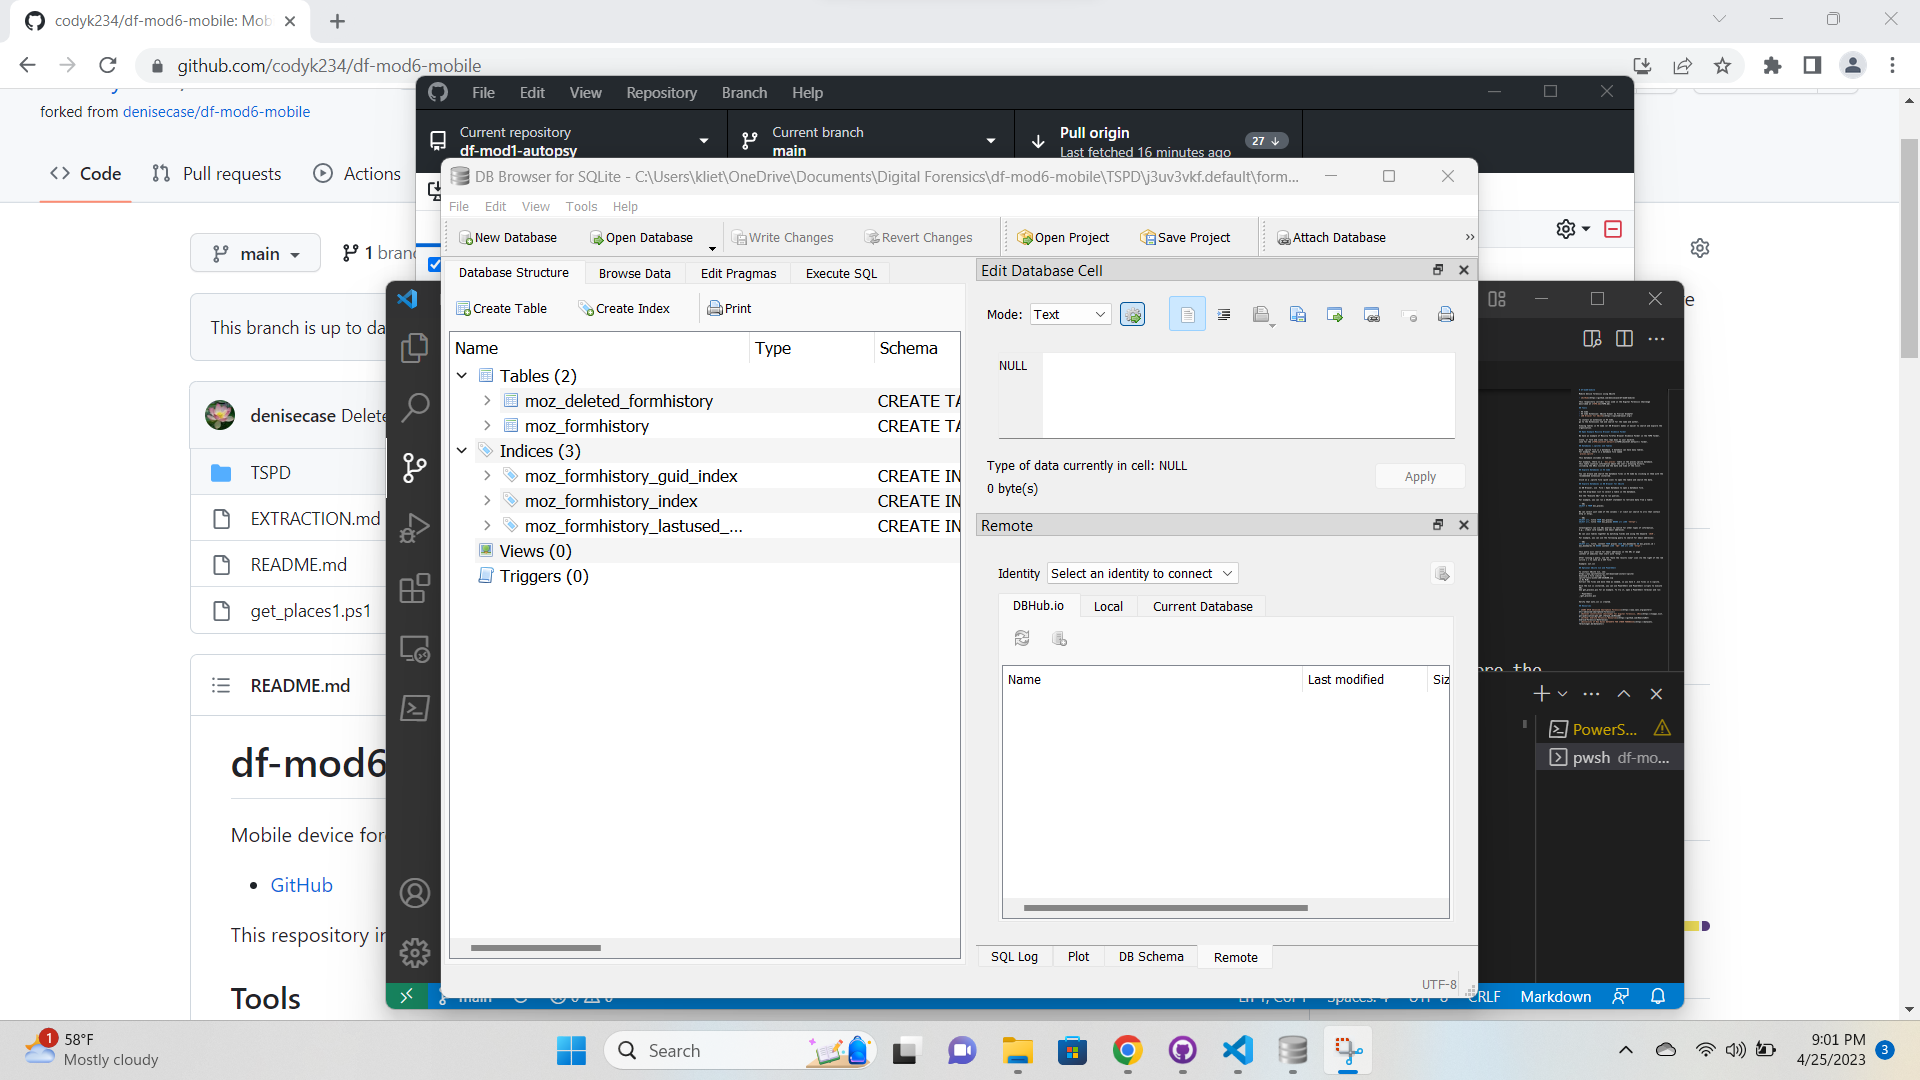 codyk234/df-mod6-mobile: Mob
github.com/codyk234/df-mod6-mobile
forked from denisecase/df-mod6-mobile
Code
Pull requests
Actions
main
1 branc
This branch is up to da
denisecase Delete
TSPD
EXTRACTION.md
README.md
get_places1.ps1
README.md
df-mod6
Mobile device for
GitHub
This respository in
Tools
File Edit View Repository Branch Help
Current repository
df-mod1-autopsy
Current branch
main
Pull origin
Last fetched 16 minutes ago
27
DB Browser for SQLite - C:\Users\kliet\OneDrive\Documents\Digital Forensics\df-mod6-mobile\TSPD\j3uv3vkf.default\form...
File Edit View Tools Help
New Database Open Database Write Changes Revert Changes Open Project Save Project Attach Database »
Database Structure Browse Data Edit Pragmas Execute SQL
Create Table Create Index Print
Name Type Schema
Tables (2)
moz_deleted_formhistory CREATE TA
moz_formhistory CREATE TA
Indices (3)
moz_formhistory_guid_index CREATE IN
moz_formhistory_index CREATE IN
moz_formhistory_lastused_... CREATE IN
Views (0)
Triggers (0)
Edit Database Cell
Mode: Text
NULL
Type of data currently in cell: NULL
0 byte(s)
Apply
Remote
Identity Select an identity to connect
DBHub.io Local Current Database
Name Last modified Siz
SQL Log Plot DB Schema Remote
UTF-8
ore the
PowerS...
pwsh df-mo...
main
CRLF Markdown
1
58°F
Mostly cloudy
Search
9:01 PM
4/25/2023
3